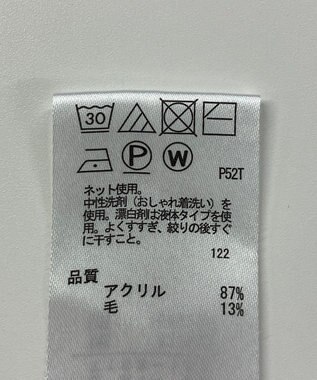 30
P W P52T
ネット使用。
中性洗剤（おしゃれ着洗い）を
使用。漂白剤は液体タイプを使
用。よくすすぎ、絞りの後すぐ
に干すこと。
122
品質
アクリル 87%
毛 13%